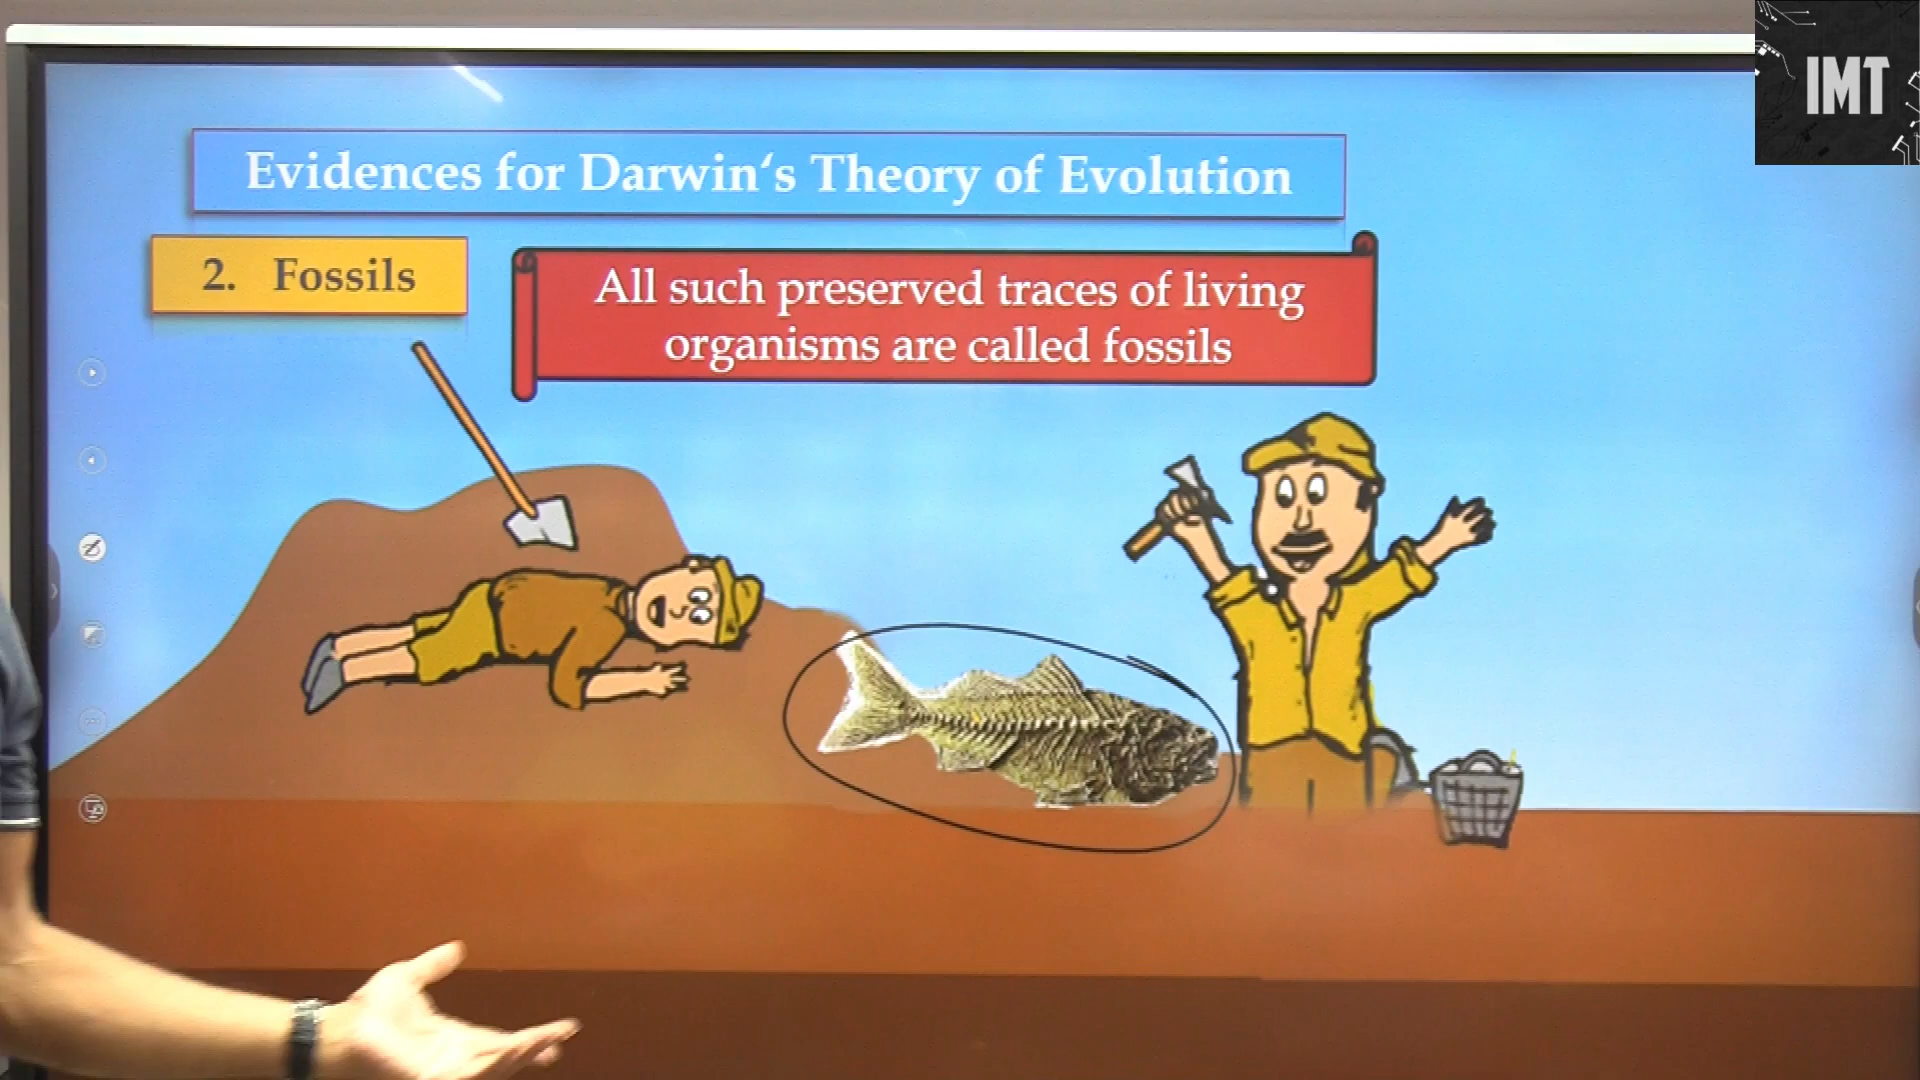 IMT
Evidences for Darwin‘s Theory of Evolution
2. Fossils
All such preserved traces of living
organisms are called fossils